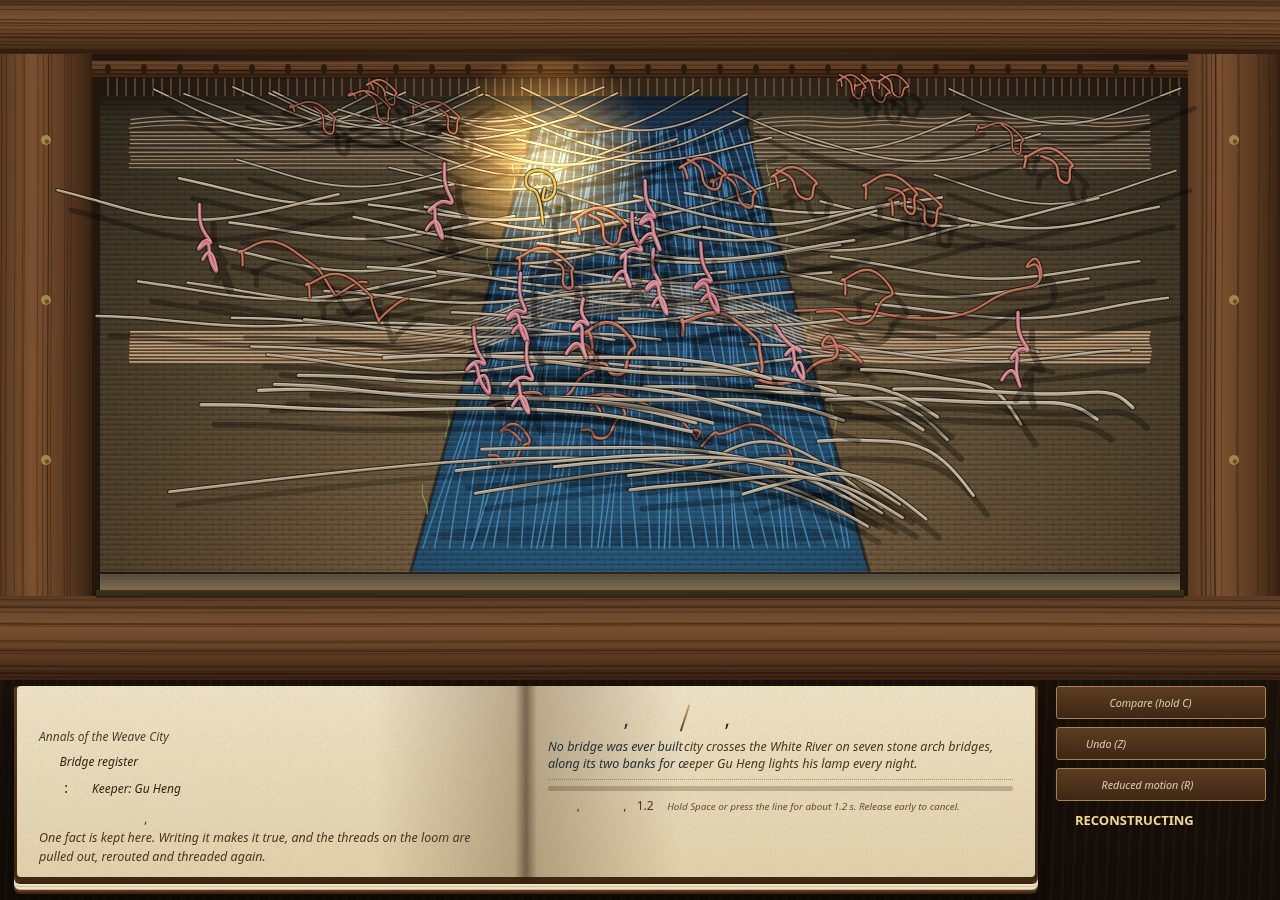 Annals of the Weave City
Bridge register
: Keeper: Gu Heng
,
One fact is kept here. Writing it makes it true, and the threads on the loom are
pulled out, rerouted and threaded again.
, ,
No bridge was ever built city crosses the White River on seven stone arch bridges,
along its two banks for eeper Gu Heng lights his lamp every night.
, , 1.2 Hold Space or press the line for about 1.2 s. Release early to cancel.
Compare (hold C)
Undo (Z)
Reduced motion (R)
RECONSTRUCTING